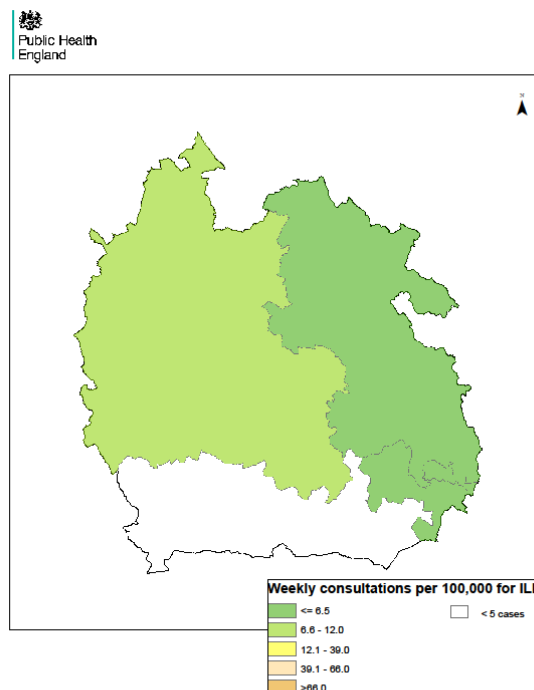 Public Health
England
Weekly consultations per 100,000 for ILI
<= 6.5
< 5 cases
6.6 - 12.0
12.1 - 39.0
39.1 - 66.0
>66.0